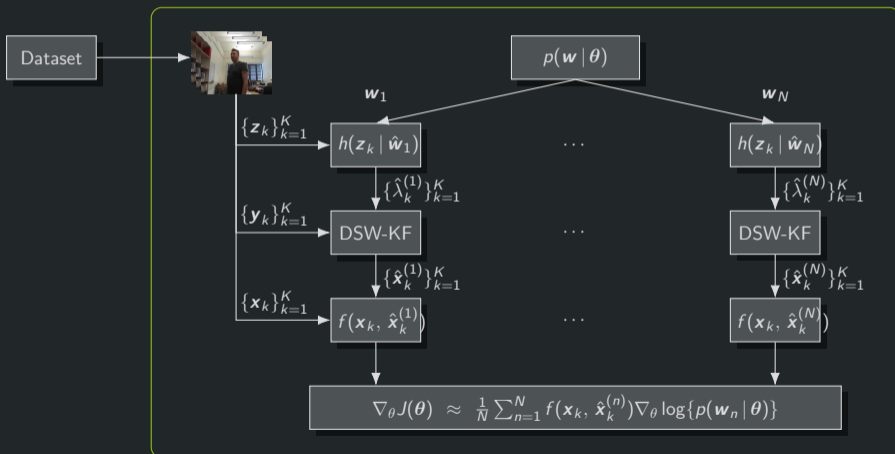 Dataset
p(w | θ)
w₁
w_N
{z_k}_{k=1}^K
h(z_k | ŵ₁)
...
h(z_k | ŵ_N)
{λ̂_k^{(1)}}_{k=1}^K
{λ̂_k^{(N)}}_{k=1}^K
{y_k}_{k=1}^K
DSW-KF
...
DSW-KF
{x̂_k^{(1)}}_{k=1}^K
{x̂_k^{(N)}}_{k=1}^K
{x_k}_{k=1}^K
f(x_k, x̂_k^{(1)})
...
f(x_k, x̂_k^{(N)})
∇_θ J(θ) ≈ 1/N ∑_{n=1}^N f(x_k, x̂_k^{(n)})∇_θ log{p(w_n | θ)}